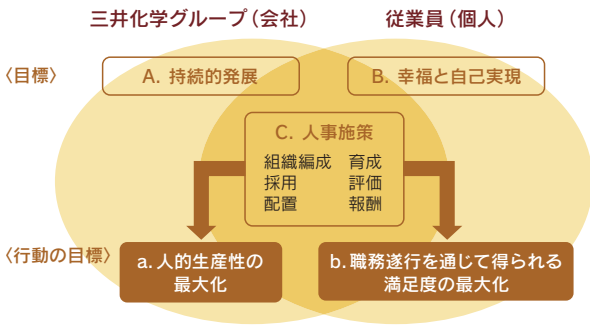 三井化学グループ（会社）
従業員（個人）
〈目標〉
A. 持続的発展
B. 幸福と自己実現
C. 人事施策
組織編成 育成
採用 評価
配置 報酬
〈行動の目標〉
a. 人的生産性の
最大化
b. 職務遂行を通じて得られる
満足度の最大化